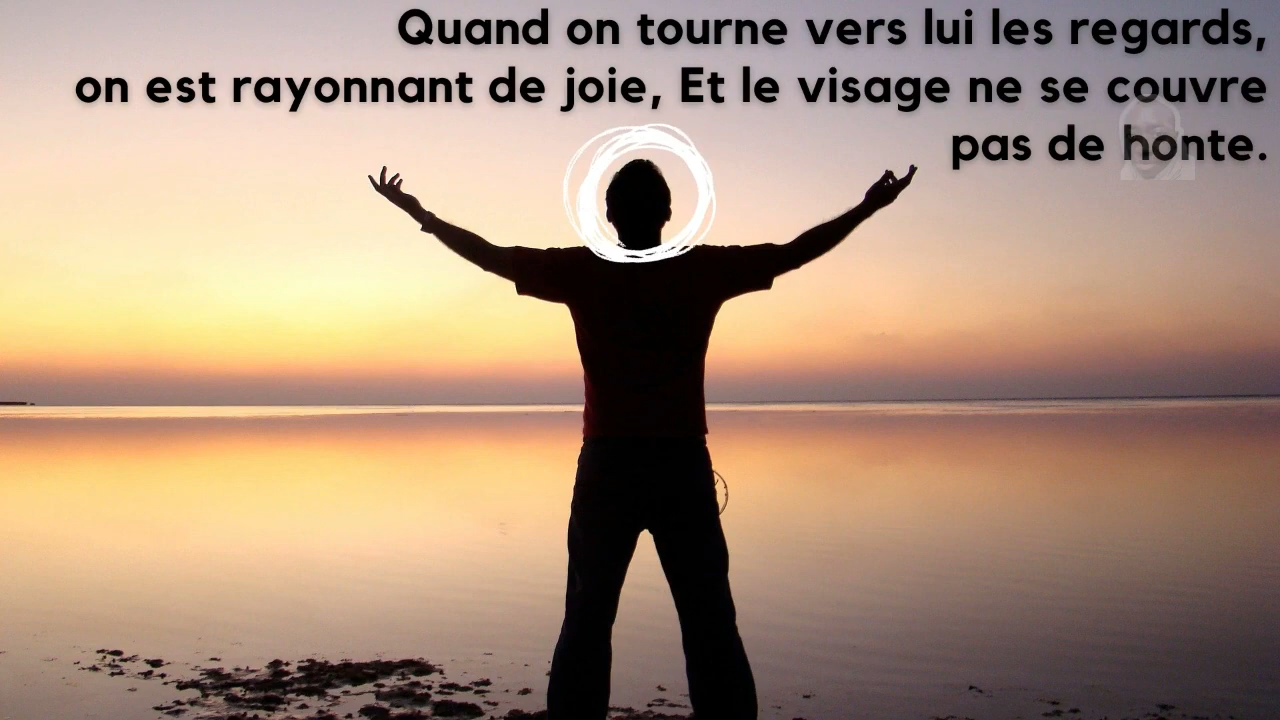 Quand on tourne vers lui les regards,
on est rayonnant de joie, Et le visage ne se couvre
pas de honte.